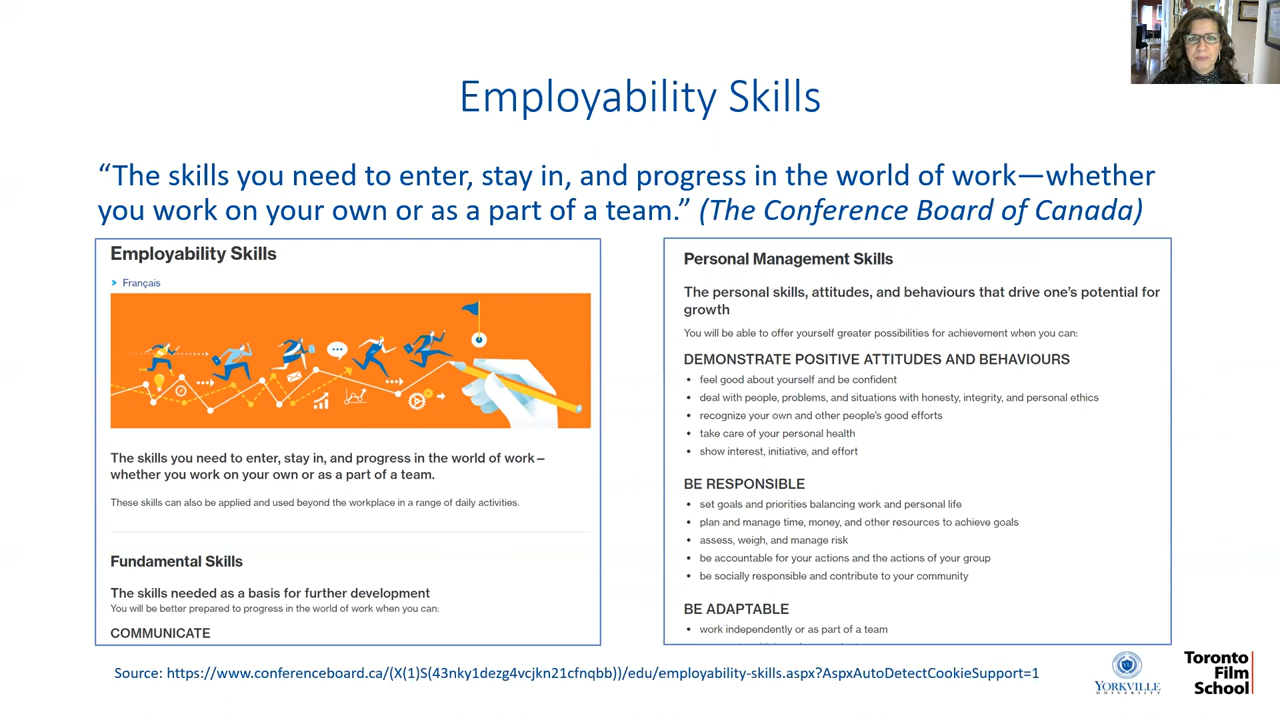 Employability Skills
“The skills you need to enter, stay in, and progress in the world of work—whether
you work on your own or as a part of a team.” (The Conference Board of Canada)
Employability Skills
Français
The skills you need to enter, stay in, and progress in the world of work—
whether you work on your own or as a part of a team.
These skills can also be applied and used beyond the workplace in a range of daily activities.
Fundamental Skills
The skills needed as a basis for further development
You will be better prepared to progress in the world of work when you can:
COMMUNICATE
Personal Management Skills
The personal skills, attitudes, and behaviours that drive one’s potential for
growth
You will be able to offer yourself greater possibilities for achievement when you can:
DEMONSTRATE POSITIVE ATTITUDES AND BEHAVIOURS
• feel good about yourself and be confident
• deal with people, problems, and situations with honesty, integrity, and personal ethics
• recognize your own and other people’s good efforts
• take care of your personal health
• show interest, initiative, and effort
BE RESPONSIBLE
• set goals and priorities balancing work and personal life
• plan and manage time, money, and other resources to achieve goals
• assess, weigh, and manage risk
• be accountable for your actions and the actions of your group
• be socially responsible and contribute to your community
BE ADAPTABLE
• work independently or as part of a team
Source: https://www.conferenceboard.ca/(X(1)S(43nky1dezg4vcjkn21cfnqbb))/edu/employability-skills.aspx?AspxAutoDetectCookieSupport=1
YORKVILLE
UNIVERSITY
Toronto
Film
School